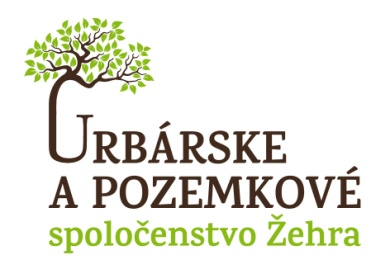 URBÁRSKE
A POZEMKOVÉ
spoločenstvo Žehra